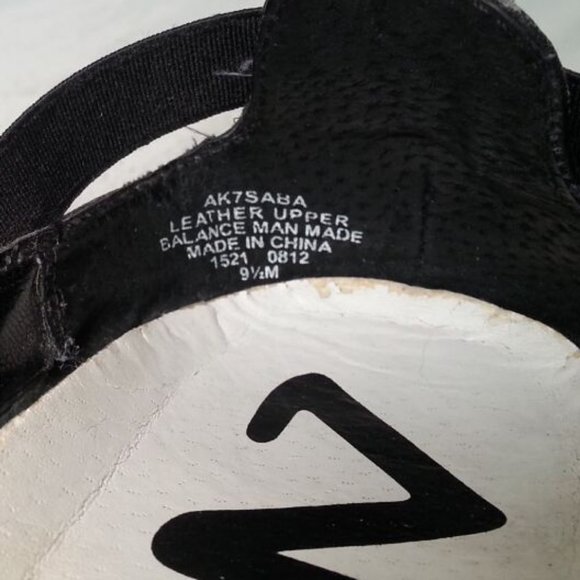 AK7SABA
LEATHER UPPER
BALANCE MAN MADE
MADE IN CHINA
1521 0812
9½M